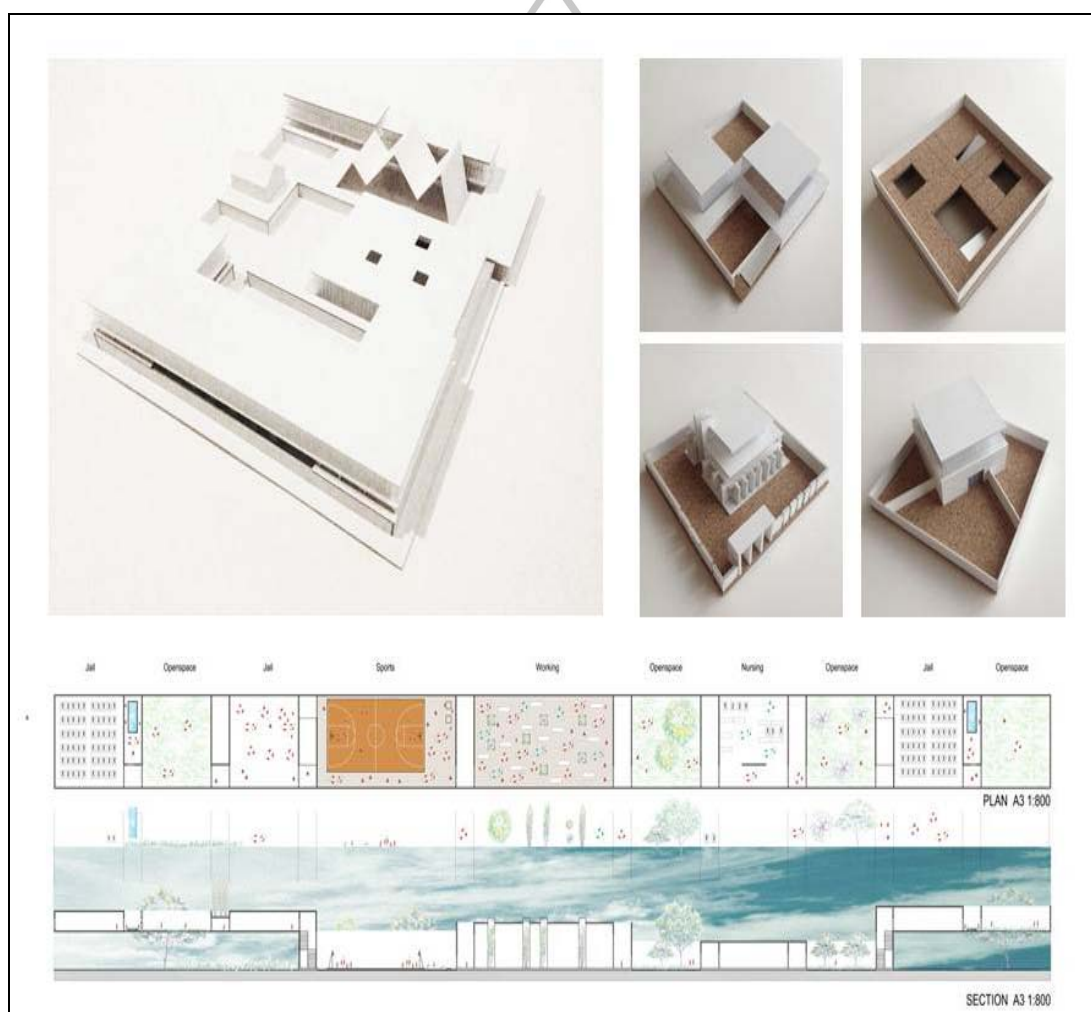 Jail Openspace Jail Sports Working Openspace Nursing Openspace Jail Openspace
PLAN A3 1:800
SECTION A3 1:800